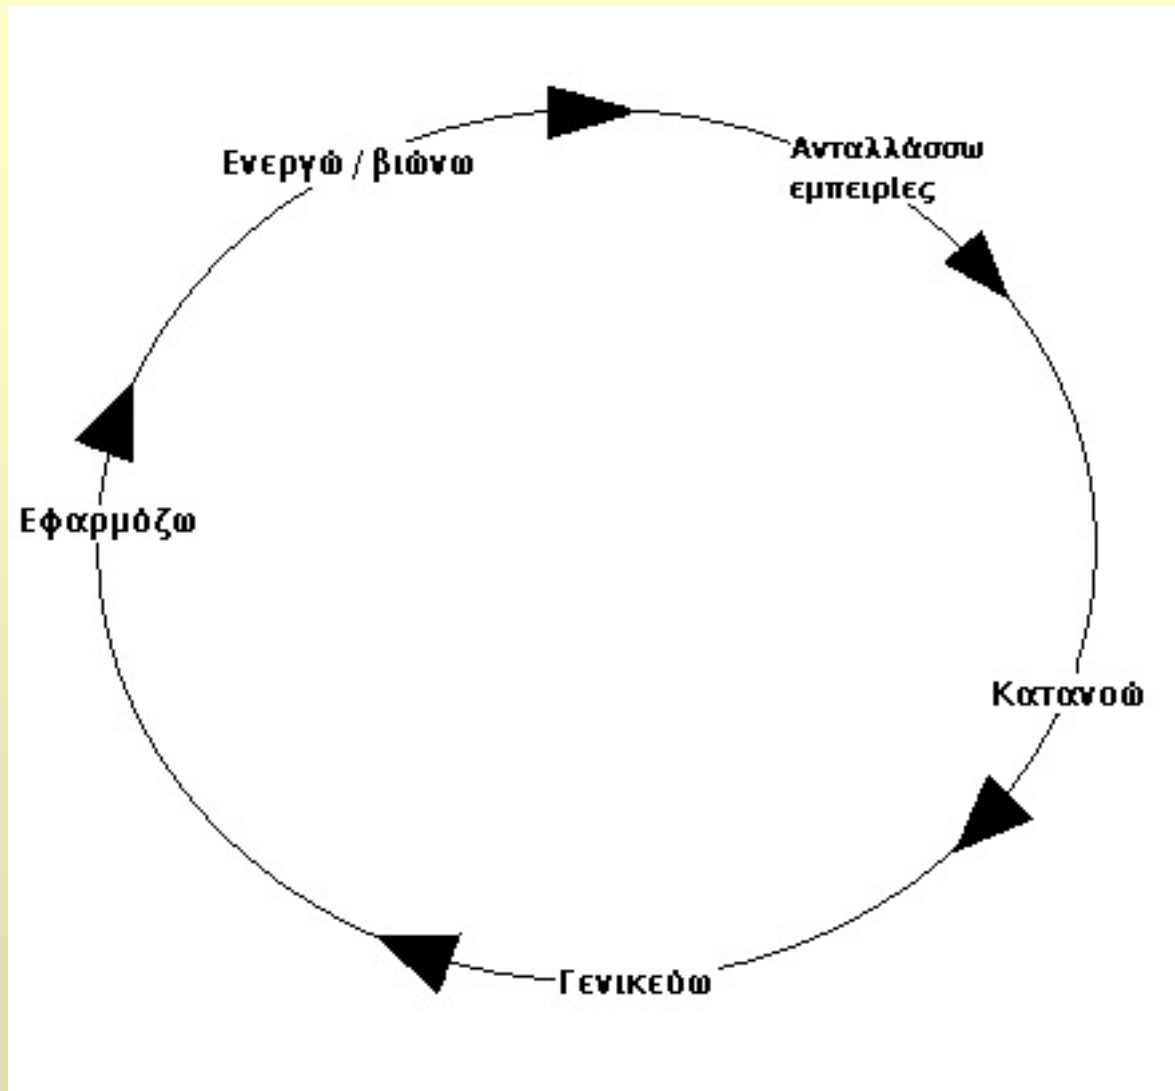 Ενεργώ / βιώνω
Ανταλλάσσω
εμπειρίες
Κατανοώ
Γενικεύω
Εφαρμόζω